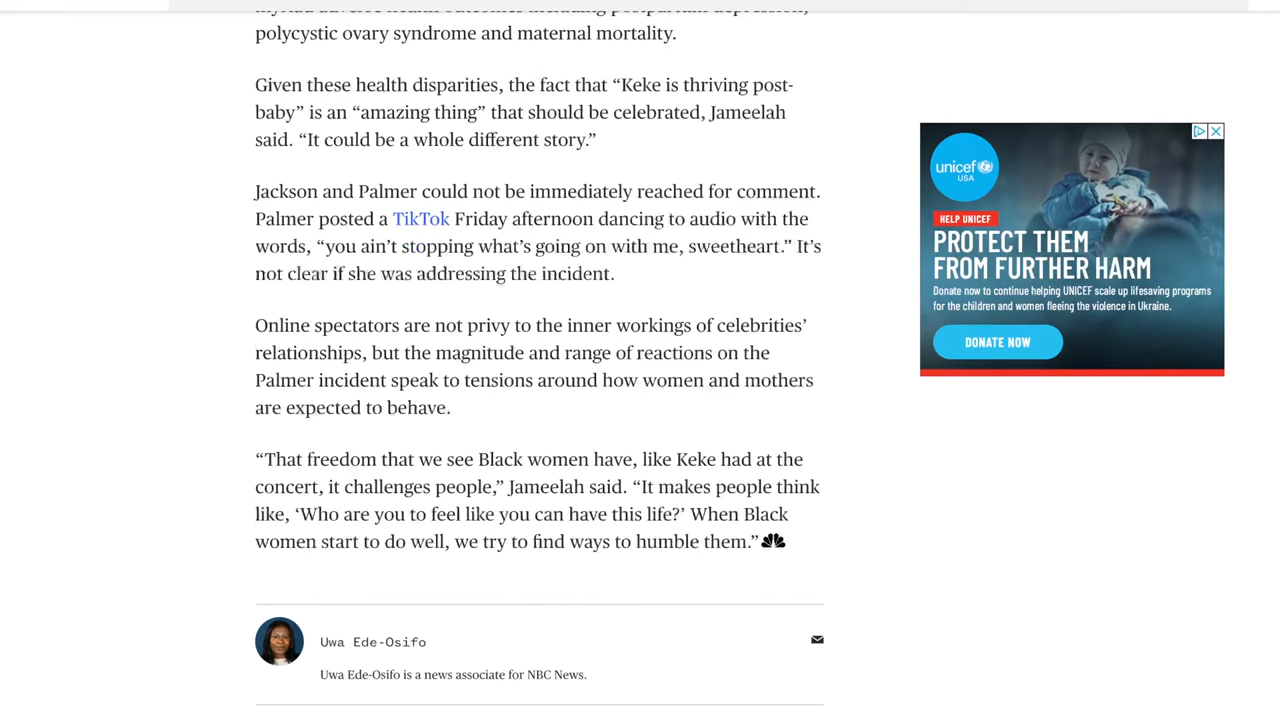 myriad adverse health outcomes including postpartum depression,
polycystic ovary syndrome and maternal mortality.
Given these health disparities, the fact that “Keke is thriving post-
baby” is an “amazing thing” that should be celebrated, Jameelah
said. “It could be a whole different story.”
Jackson and Palmer could not be immediately reached for comment.
Palmer posted a TikTok Friday afternoon dancing to audio with the
words, “you ain’t stopping what’s going on with me, sweetheart.” It’s
not clear if she was addressing the incident.
Online spectators are not privy to the inner workings of celebrities’
relationships, but the magnitude and range of reactions on the
Palmer incident speak to tensions around how women and mothers
are expected to behave.
“That freedom that we see Black women have, like Keke had at the
concert, it challenges people,” Jameelah said. “It makes people think
like, ‘Who are you to feel like you can have this life?’ When Black
women start to do well, we try to find ways to humble them.”
Uwa Ede-Osifo
Uwa Ede-Osifo is a news associate for NBC News.
unicef
USA
HELP UNICEF
PROTECT THEM
FROM FURTHER HARM
Donate now to continue helping UNICEF scale up lifesaving programs
for the children and women fleeing the violence in Ukraine.
DONATE NOW